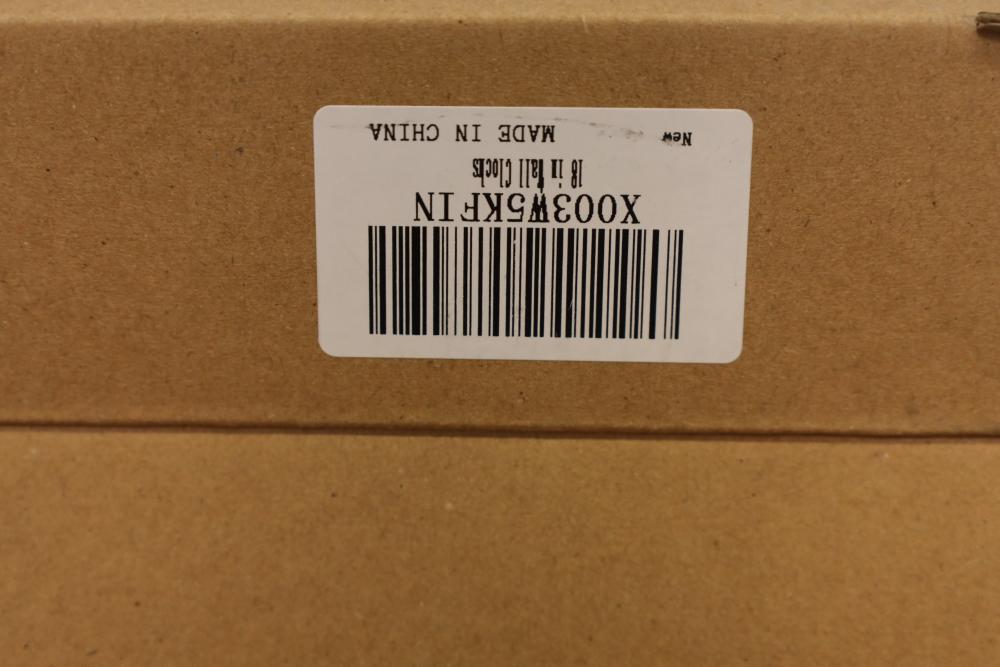 X003W5KFIN
18 in Wall Clocks
New MADE IN CHINA